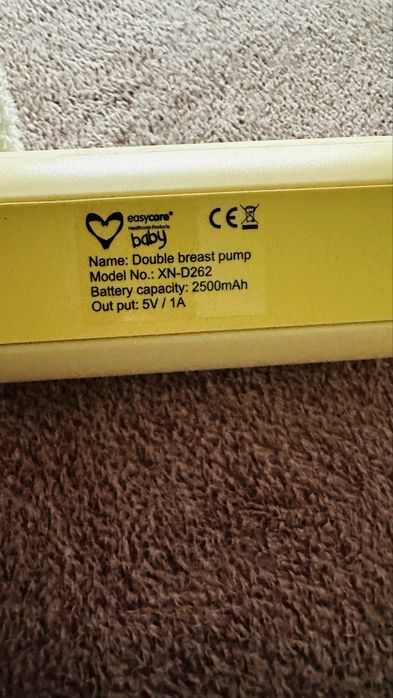 easycare®
Healthcare Products
baby
CE
Name: Double breast pump
Model No.: XN-D262
Battery capacity: 2500mAh
Out put: 5V / 1A